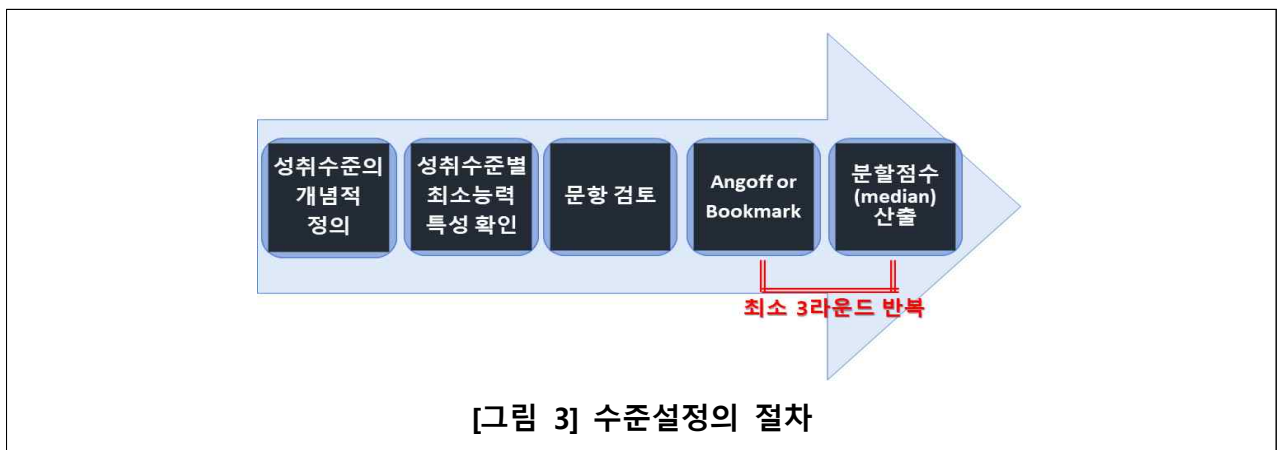 성취수준의
개념적
정의
성취수준별
최소능력
특성 확인
문항 검토
Angoff or
Bookmark
분할점수
(median)
산출
최소 3라운드 반복
[그림 3] 수준설정의 절차